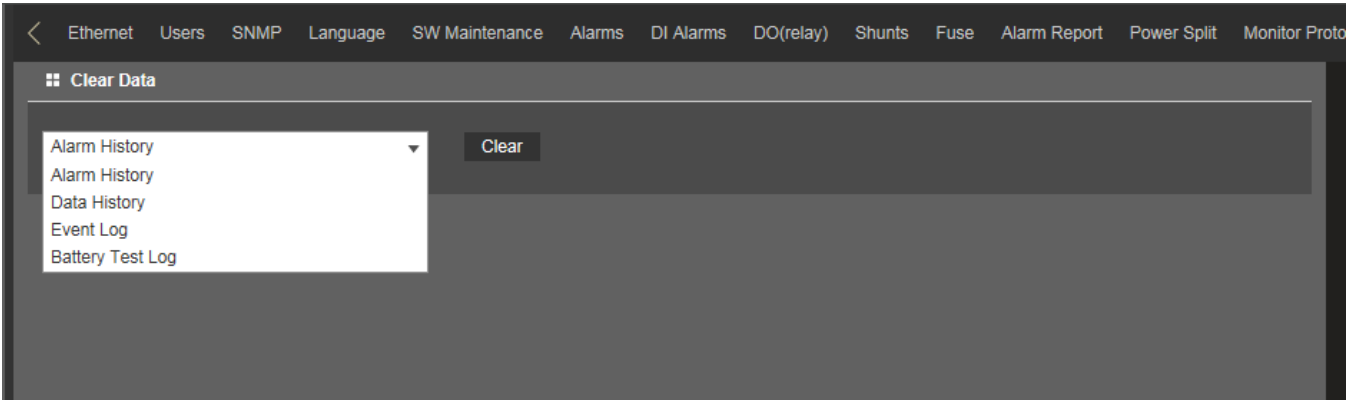 Ethernet Users SNMP Language SW Maintenance Alarms DI Alarms DO(relay) Shunts Fuse Alarm Report Power Split Monitor Proto
Clear Data
Alarm History Clear
Alarm History
Data History
Event Log
Battery Test Log